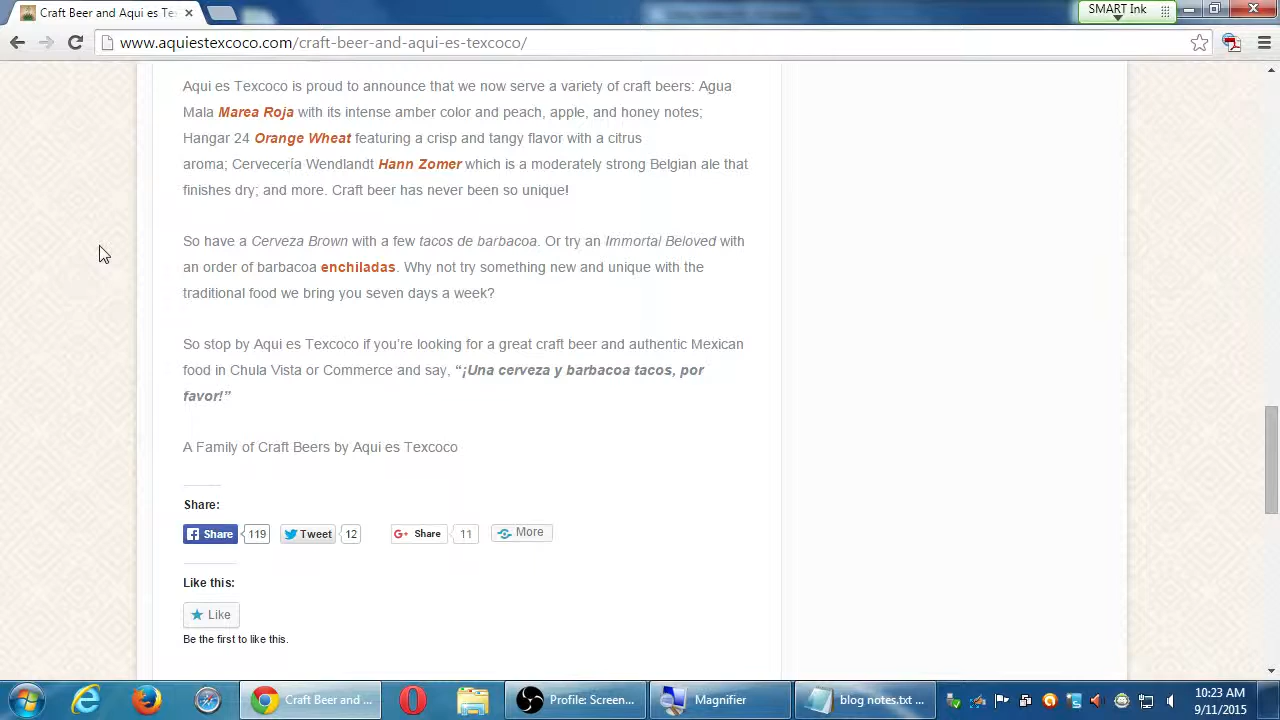 Craft Beer and Aqui es Te
SMART Ink
www.aquiestexcoco.com/craft-beer-and-aqui-es-texcoco/
Aqui es Texcoco is proud to announce that we now serve a variety of craft beers: Agua
Mala Marea Roja with its intense amber color and peach, apple, and honey notes;
Hangar 24 Orange Wheat featuring a crisp and tangy flavor with a citrus
aroma; Cervecería Wendlandt Hann Zomer which is a moderately strong Belgian ale that
finishes dry; and more. Craft beer has never been so unique!
So have a Cerveza Brown with a few tacos de barbacoa. Or try an Immortal Beloved with
an order of barbacoa enchiladas. Why not try something new and unique with the
traditional food we bring you seven days a week?
So stop by Aqui es Texcoco if you’re looking for a great craft beer and authentic Mexican
food in Chula Vista or Commerce and say, “¡Una cerveza y barbacoa tacos, por
favor!”
A Family of Craft Beers by Aqui es Texcoco
Share:
Share 119 Tweet 12 Share 11 More
Like this:
Like
Be the first to like this.
Craft Beer and ... Profile: Screen... Magnifier blog notes.txt ... 10:23 AM
9/11/2015